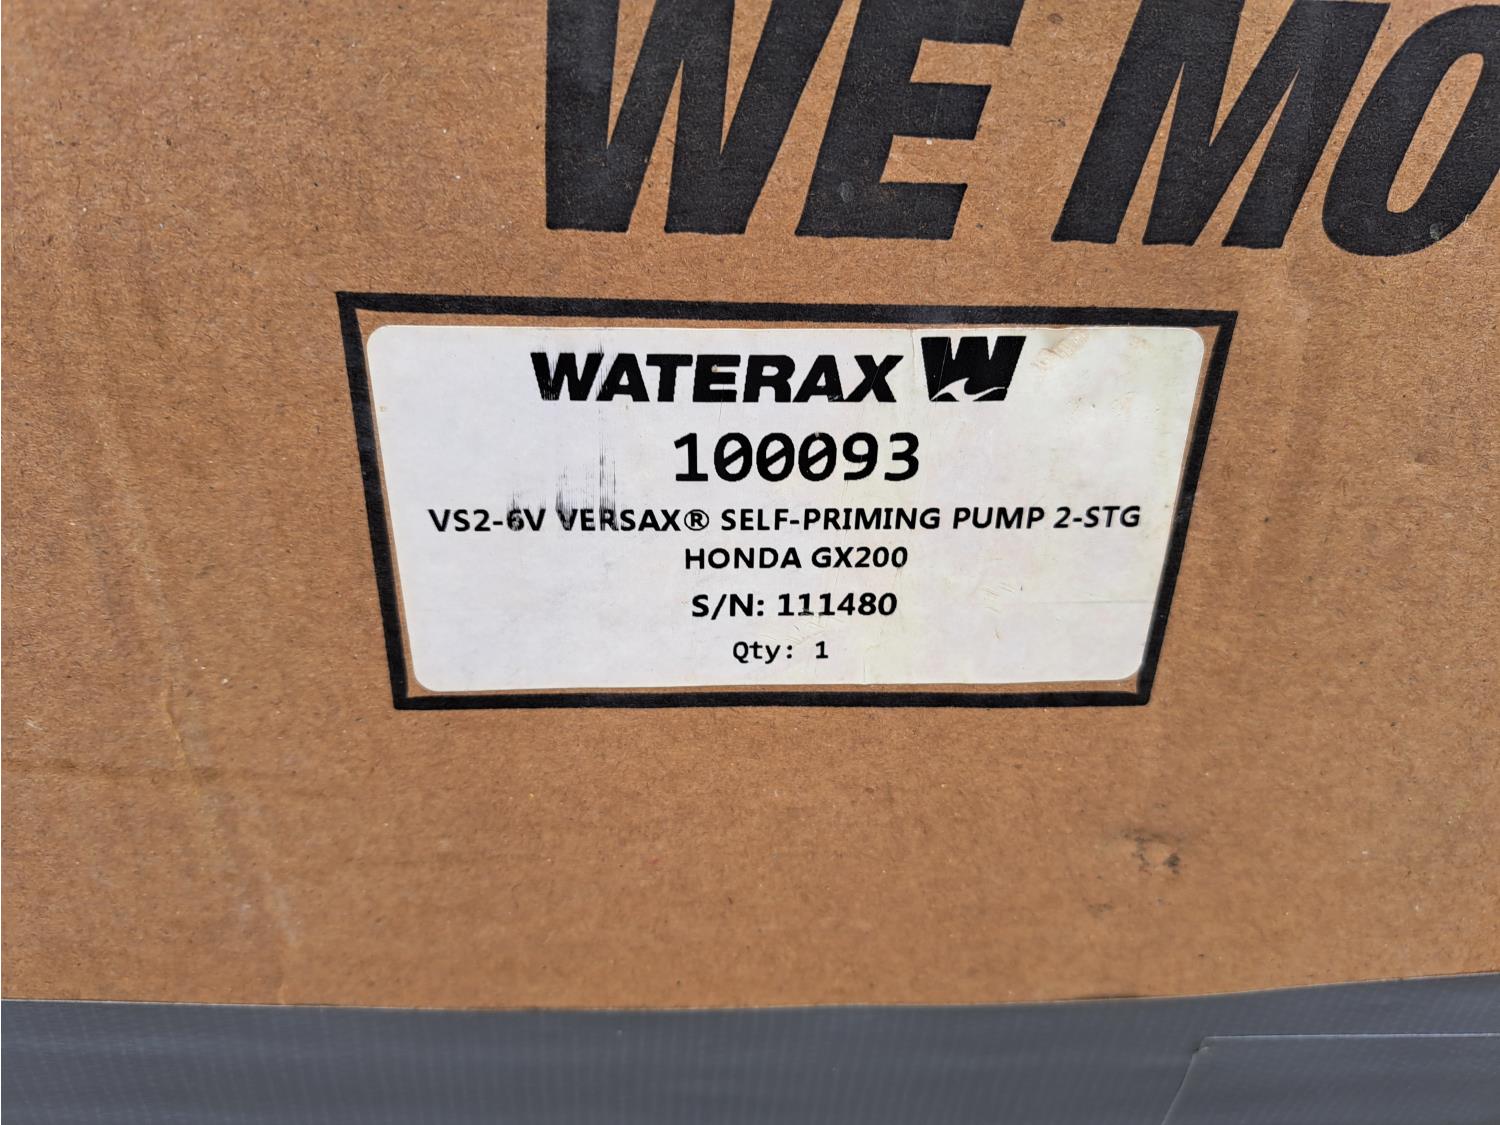 WE MO
WATERAX W
100093
VS2-6V VERSAX® SELF-PRIMING PUMP 2-STG
HONDA GX200
S/N: 111480
Qty: 1